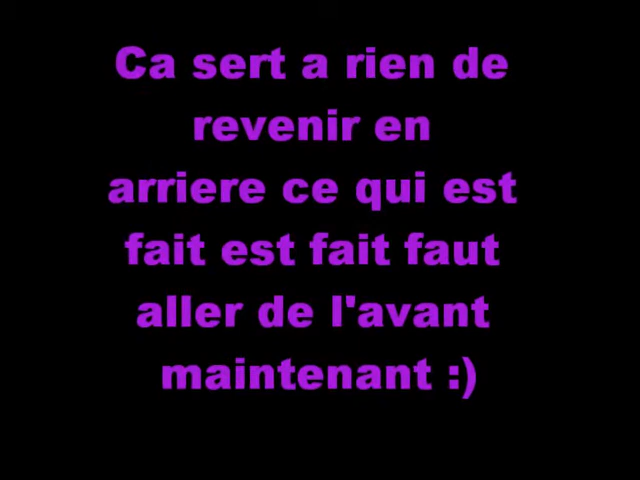 Ca sert a rien de
revenir en
arriere ce qui est
fait est fait faut
aller de l'avant
maintenant :)